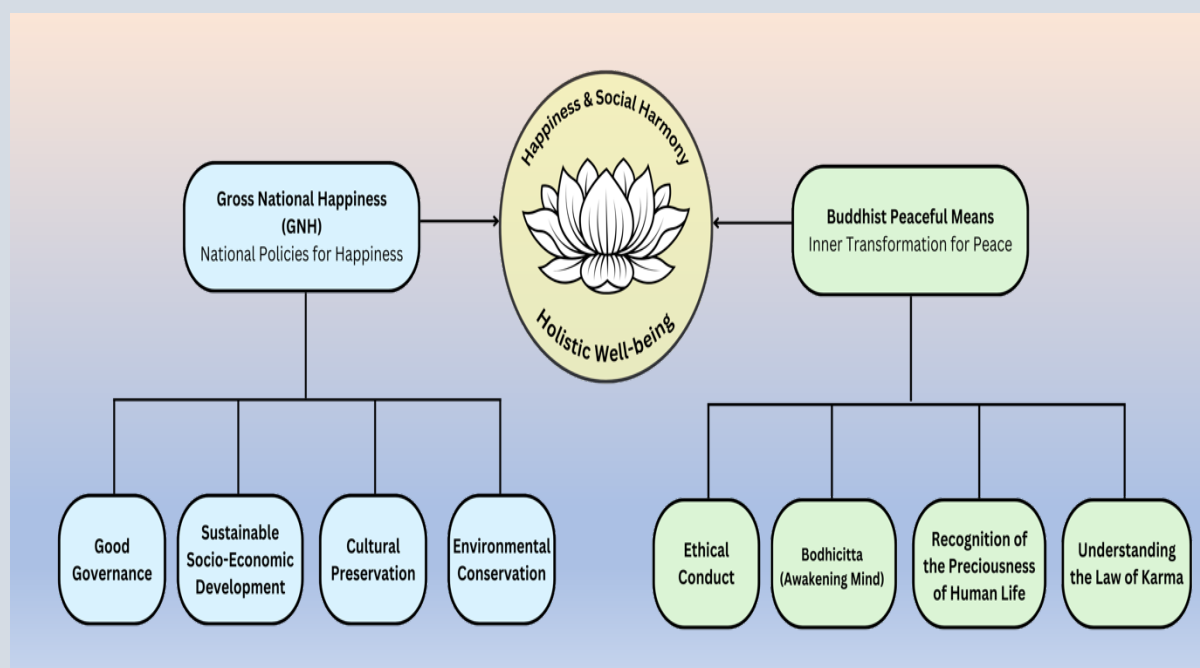 Happiness & Social Harmony
Holistic Well-being
Gross National Happiness
(GNH)
National Policies for Happiness
Buddhist Peaceful Means
Inner Transformation for Peace
Good
Governance
Sustainable
Socio-Economic
Development
Cultural
Preservation
Environmental
Conservation
Ethical
Conduct
Bodhicitta
(Awakening Mind)
Recognition of
the Preciousness
of Human Life
Understanding
the Law of Karma